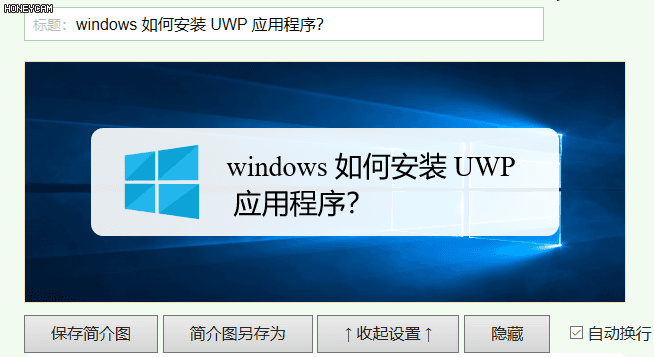 HONEYCAM
标题：windows 如何安装 UWP 应用程序?
windows 如何安装 UWP
应用程序?
保存简介图
简介图另存为
↑收起设置↑
隐藏
自动换行